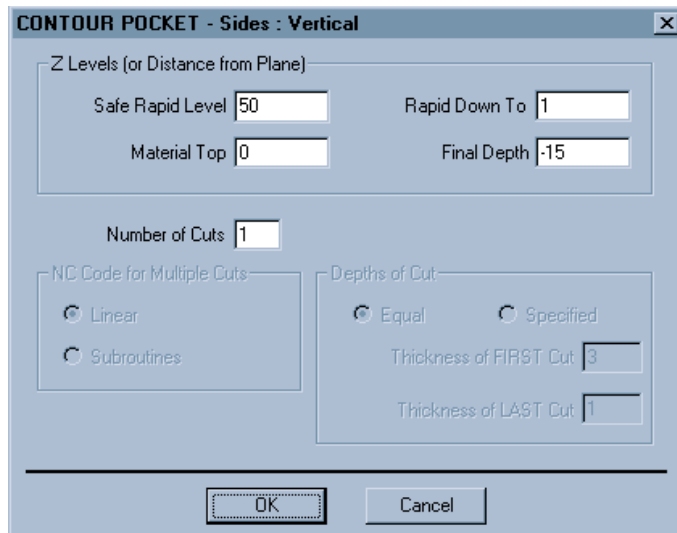 CONTOUR POCKET - Sides : Vertical
Z Levels (or Distance from Plane)
Safe Rapid Level 50 Rapid Down To 1
Material Top 0 Final Depth -15
Number of Cuts 1
NC Code for Multiple Cuts Depths of Cut
Linear Equal Specified
Subroutines Thickness of FIRST Cut 3
Thickness of LAST Cut 1
OK Cancel